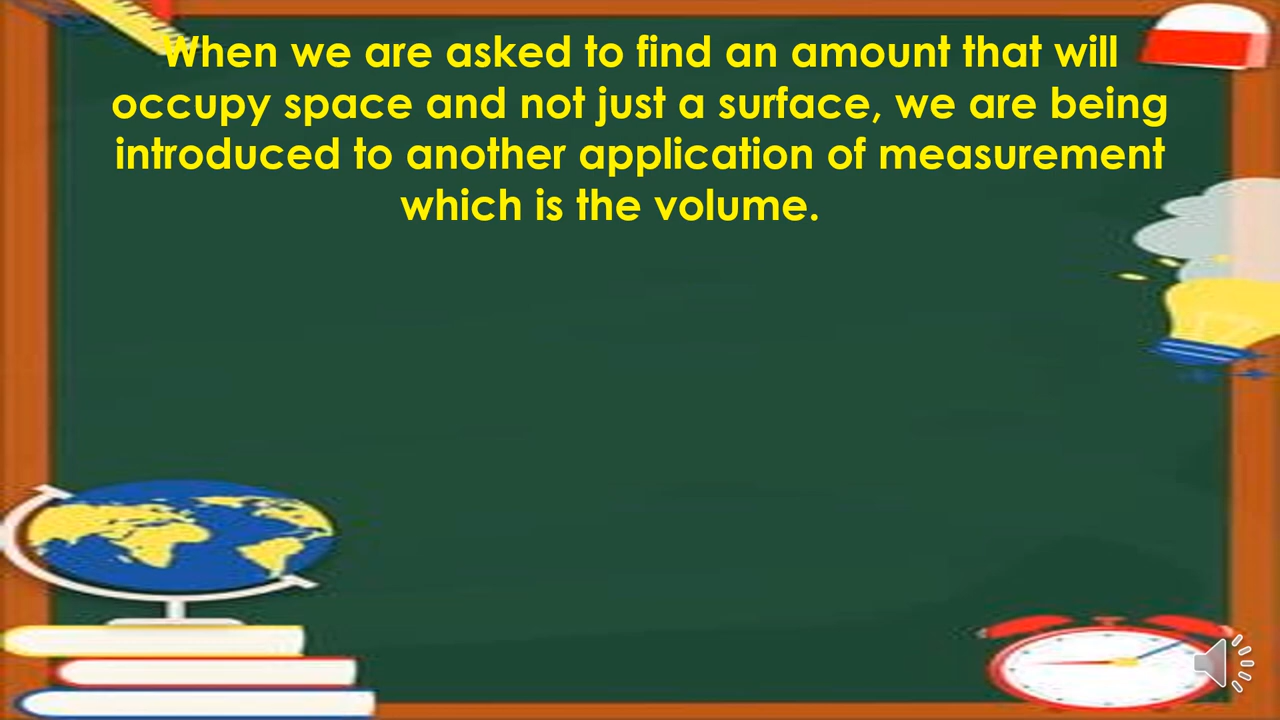 When we are asked to find an amount that will
occupy space and not just a surface, we are being
introduced to another application of measurement
which is the volume.